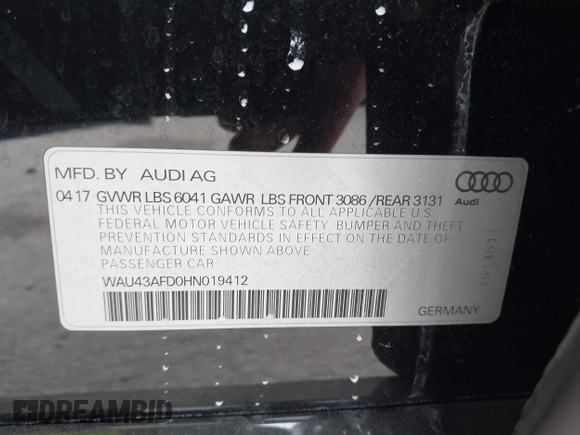 MFD. BY AUDI AG
04 17 GVWR LBS 6041 GAWR LBS FRONT 3086 / REAR 3131
Audi
THIS VEHICLE CONFORMS TO ALL APPLICABLE U.S.
FEDERAL MOTOR VEHICLE SAFETY, BUMPER AND THEFT
PREVENTION STANDARDS IN EFFECT ON THE DATE OF
MANUFACTURE SHOWN ABOVE
PASSENGER CAR
WAU43AFD0HN019412
GERMANY
DREAMBID